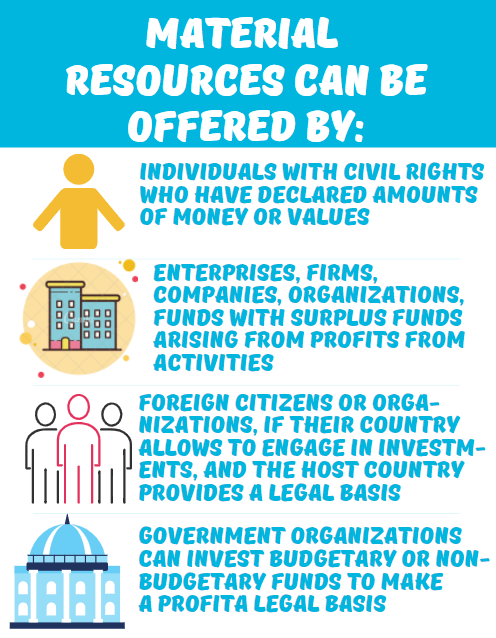 MATERIAL
RESOURCES CAN BE
OFFERED BY:
INDIVIDUALS WITH CIVIL RIGHTS
WHO HAVE DECLARED AMOUNTS
OF MONEY OR VALUES
ENTERPRISES, FIRMS,
COMPANIES, ORGANIZATIONS,
FUNDS WITH SURPLUS FUNDS
ARISING FROM PROFITS FROM
ACTIVITIES
FOREIGN CITIZENS OR ORGA-
NIZATIONS, IF THEIR COUNTRY
ALLOWS TO ENGAGE IN INVESTM-
ENTS, AND THE HOST COUNTRY
PROVIDES A LEGAL BASIS
GOVERNMENT ORGANIZATIONS
CAN INVEST BUDGETARY OR NON-
BUDGETARY FUNDS TO MAKE
A PROFITA LEGAL BASIS